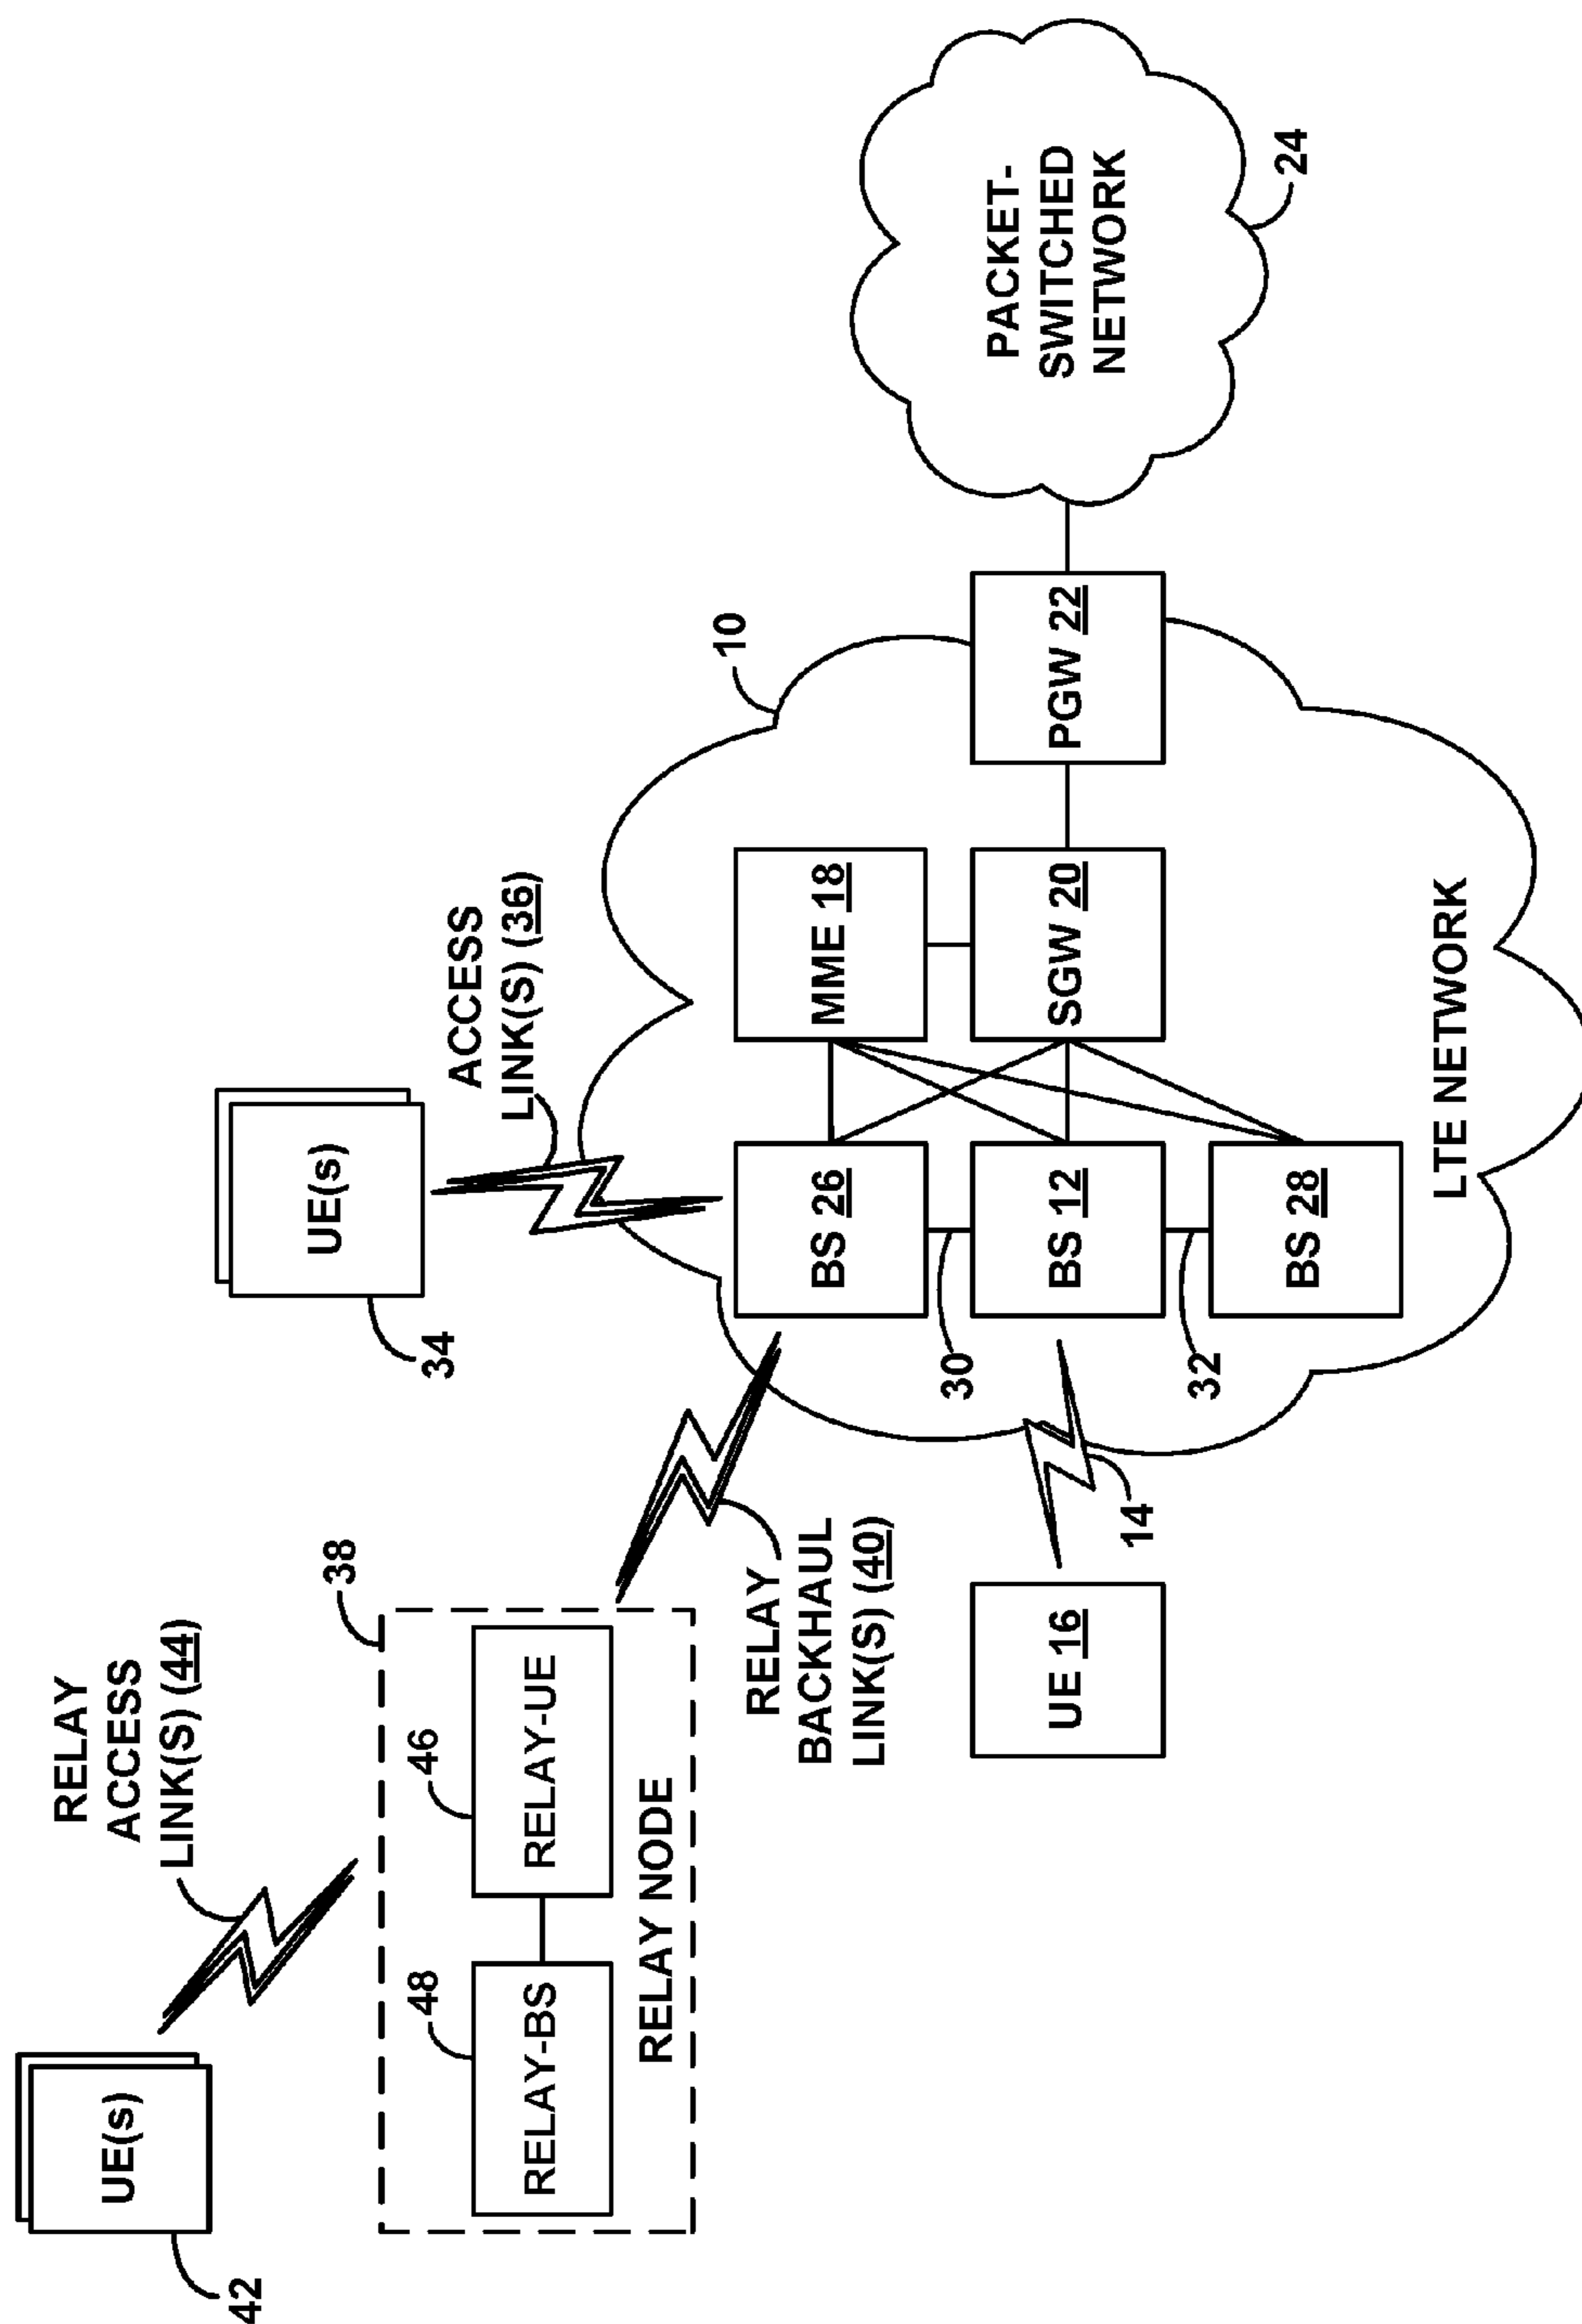 RELAY
ACCESS
LINK(S) (44)
UE(s)
42
38
48
46
RELAY-BS
RELAY-UE
RELAY NODE
34
UE(s)
ACCESS
LINK(S) (36)
RELAY
BACKHAUL
LINK(S) (40)
10
BS 26
MME 18
30
UE 16
14
BS 12
SGW 20
PGW 22
32
BS 28
LTE NETWORK
PACKET-
SWITCHED
NETWORK
24